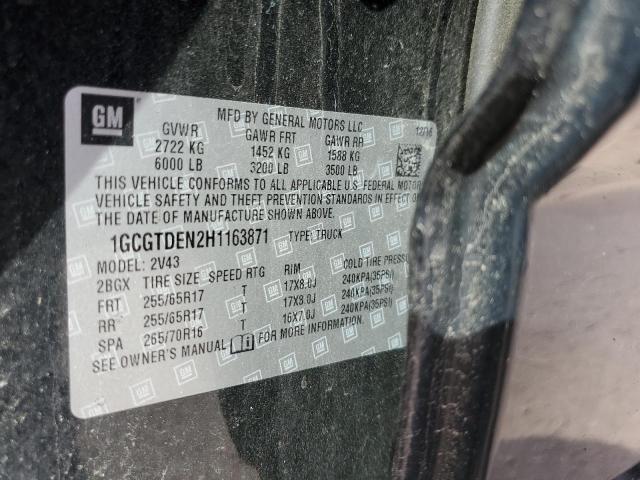 GM
MFD BY GENERAL MOTORS LLC
12/16
GVWR GAWR FRT GAWR RR
2722 KG 1452 KG 1588 KG
6000 LB 3200 LB 3500 LB
THIS VEHICLE CONFORMS TO ALL APPLICABLE U.S. FEDERAL MOTOR
VEHICLE SAFETY AND THEFT PREVENTION STANDARDS IN EFFECT
DATE OF MANUFACTURE SHOWN ABOVE.
1GCGTDEN2H1163871 TYPE: TRUCK
MODEL: 2V43
2BGX TIRE SIZE SPEED RTG RIM COLD TIRE
FRT 255/65R17 T 17X8.0J 240KPA(35PSI)
RR 255/65R17 T 17X8.0J 240KPA(35PSI)
SPA 265/70R16 T 16X7.0J 240KPA(35PSI)
SEE OWNER'S MANUAL FOR MORE INFORMATION.